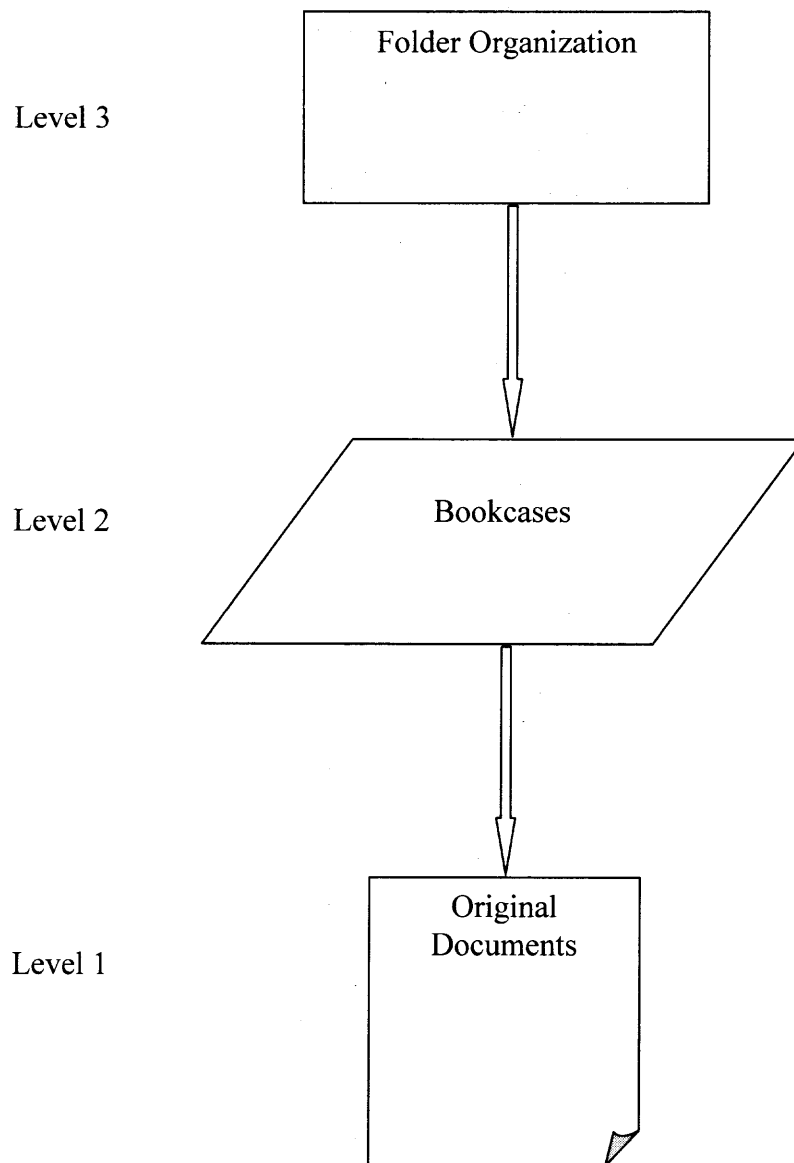 Folder Organization
Level 3
Level 2
Bookcases
Original
Documents
Level 1